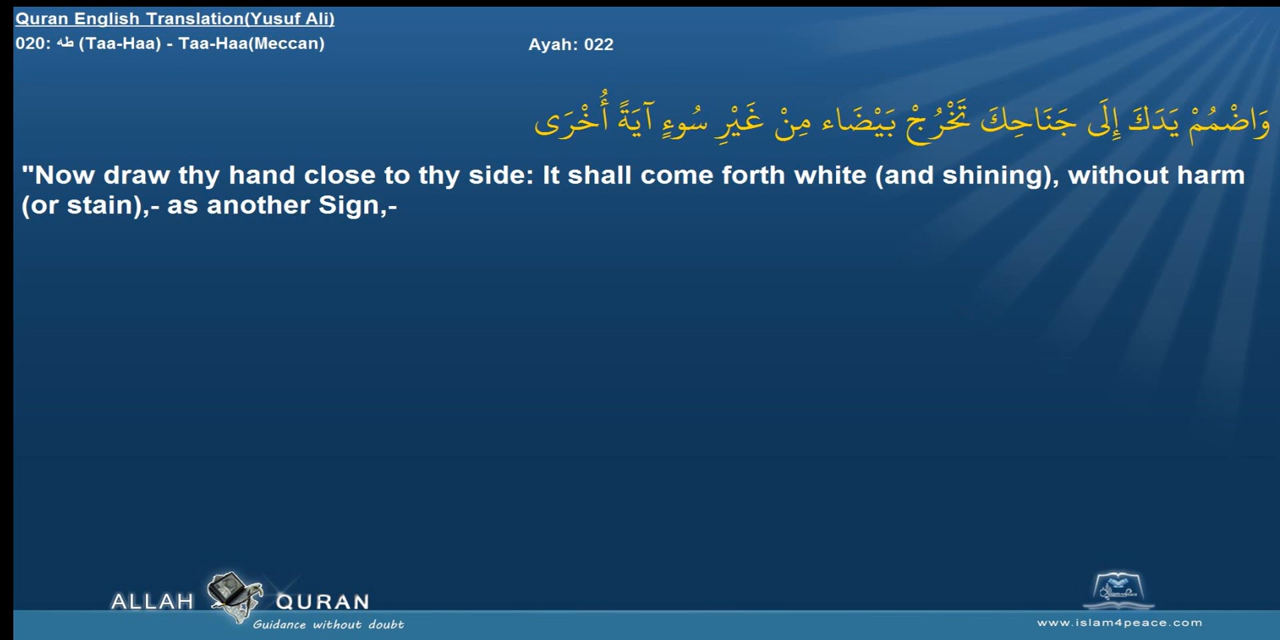 Quran English Translation(Yusuf Ali)
020: طه (Taa-Haa) - Taa-Haa(Meccan)
Ayah: 022
وَاضْمُمْ يَدَكَ إِلَى جَنَاحِكَ تَخْرُجْ بَيْضَاء مِنْ غَيْرِ سُوءٍ آيَةً أُخْرَى
"Now draw thy hand close to thy side: It shall come forth white (and shining), without harm
(or stain),- as another Sign,-
ALLAH QURAN
Guidance without doubt
www.islam4peace.com